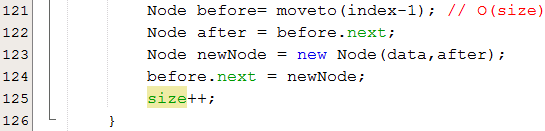 121 Node before= moveto(index-1); // O(size)
122 Node after = before.next;
123 Node newNode = new Node(data,after);
124 before.next = newNode;
125 size++;
126 }